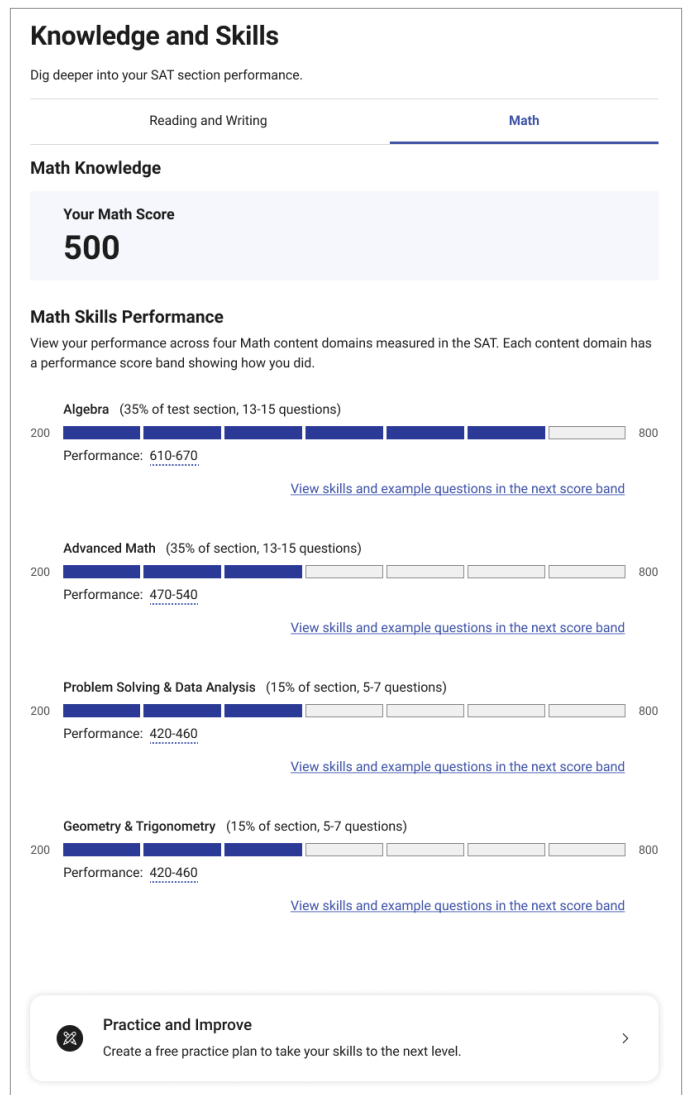 Knowledge and Skills
Dig deeper into your SAT section performance.
Reading and Writing
Math
Math Knowledge
Your Math Score
500
Math Skills Performance
View your performance across four Math content domains measured in the SAT. Each content domain has
a performance score band showing how you did.
Algebra (35% of test section, 13-15 questions)
200 800
Performance: 610-670
View skills and example questions in the next score band
Advanced Math (35% of section, 13-15 questions)
200 800
Performance: 470-540
View skills and example questions in the next score band
Problem Solving & Data Analysis (15% of section, 5-7 questions)
200 800
Performance: 420-460
View skills and example questions in the next score band
Geometry & Trigonometry (15% of section, 5-7 questions)
200 800
Performance: 420-460
View skills and example questions in the next score band
Practice and Improve
Create a free practice plan to take your skills to the next level.